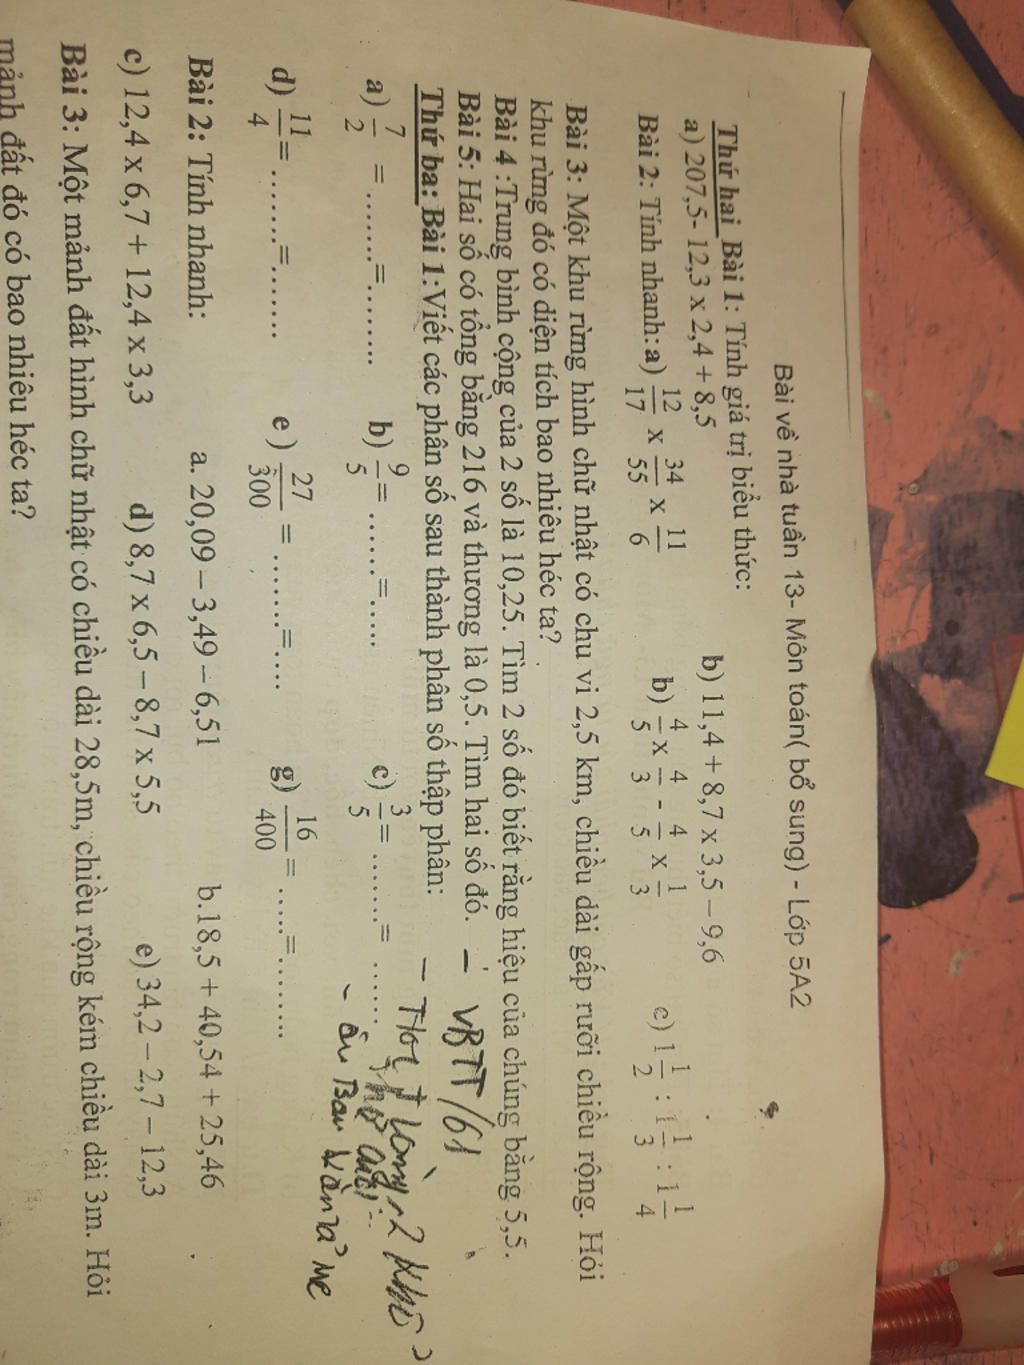 Bài về nhà tuần 13- Môn toán( bổ sung) - Lớp 5A2
Thứ hai Bài 1: Tính giá trị biểu thức:
a) 207,5- 12,3 x 2,4 + 8,5 b) 11,4 + 8,7 x 3,5 – 9,6
Bài 2: Tính nhanh: a) 12/17 x 34/55 x 11/6 b) 4/5 x 4/3 - 4/5 x 1/3 c) 1 1/2 : 1 1/3 : 1 1/4
Bài 3: Một khu rừng hình chữ nhật có chu vi 2,5 km, chiều dài gấp rưỡi chiều rộng. Hỏi
khu rừng đó có diện tích bao nhiêu héc ta?
Bài 4 :Trung bình cộng của 2 số là 10,25. Tìm 2 số đó biết rằng hiệu của chúng bằng 5,5.
Bài 5: Hai số có tổng bằng 216 và thương là 0,5. Tìm hai số đó. – VBTT/61
Thứ ba: Bài 1:Viết các phân số sau thành phân số thập phân: – 2 khổ
a) 7/2 = ........=........ b) 9/5= .......=..... c) 3/5= ........= .......
d) 11/4= ........=........ e ) 27/300 = ........=.... g) 16/400= .....=........
Bài 2: Tính nhanh: a. 20,09 – 3,49 – 6,51 b.18,5 + 40,54 + 25,46
c) 12,4 x 6,7 + 12,4 x 3,3 d) 8,7 x 6,5 – 8,7 x 5,5 e) 34,2 – 2,7 – 12,3
Bài 3: Một mảnh đất hình chữ nhật có chiều dài 28,5m, chiều rộng kém chiều dài 3m. Hỏi
mảnh đất đó có bao nhiêu héc ta?